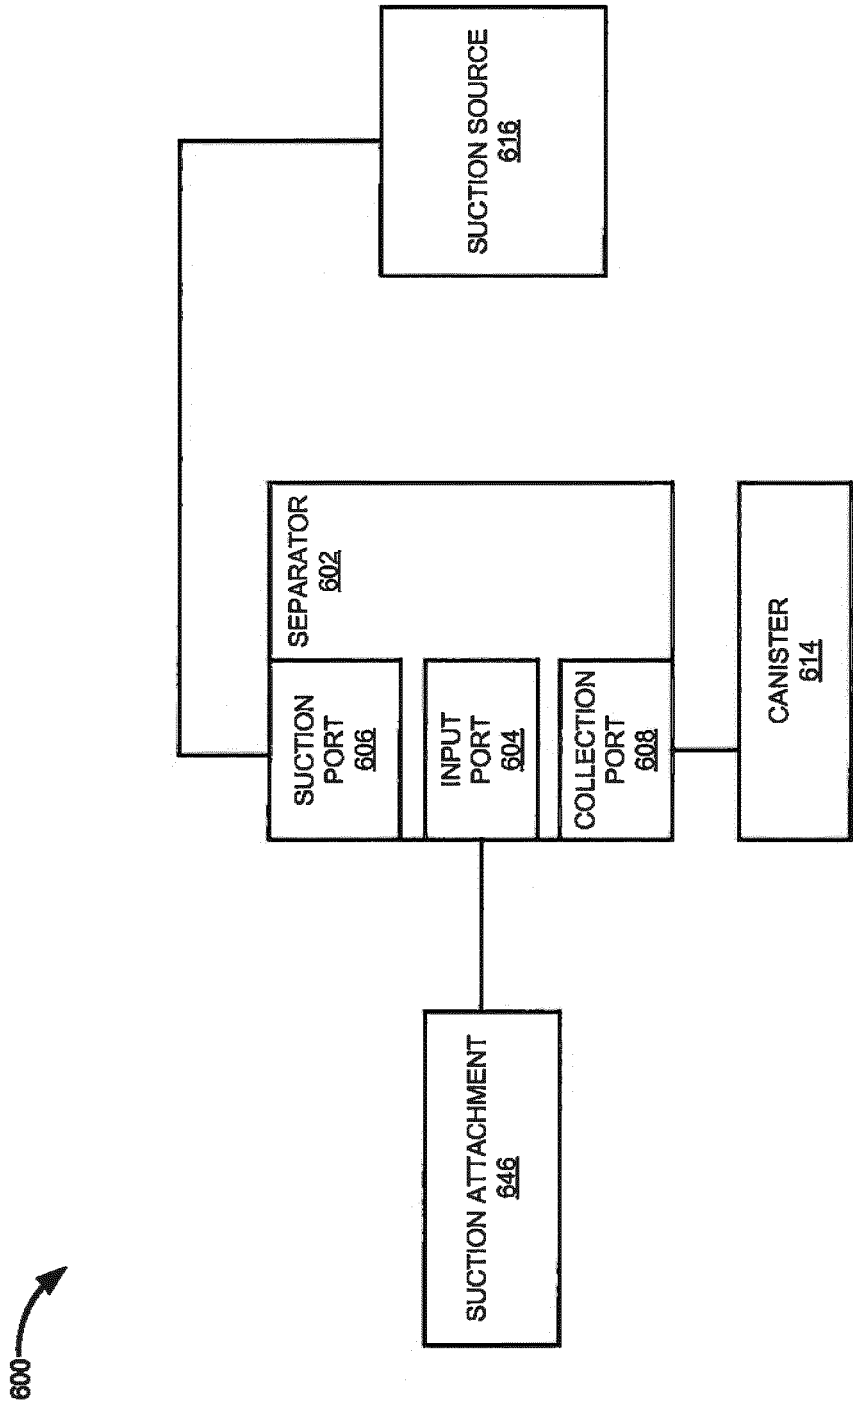 600
SUCTION ATTACHMENT
646
SUCTION
PORT
606
INPUT
PORT
604
COLLECTION
PORT
608
SEPARATOR
602
CANISTER
614
SUCTION SOURCE
616